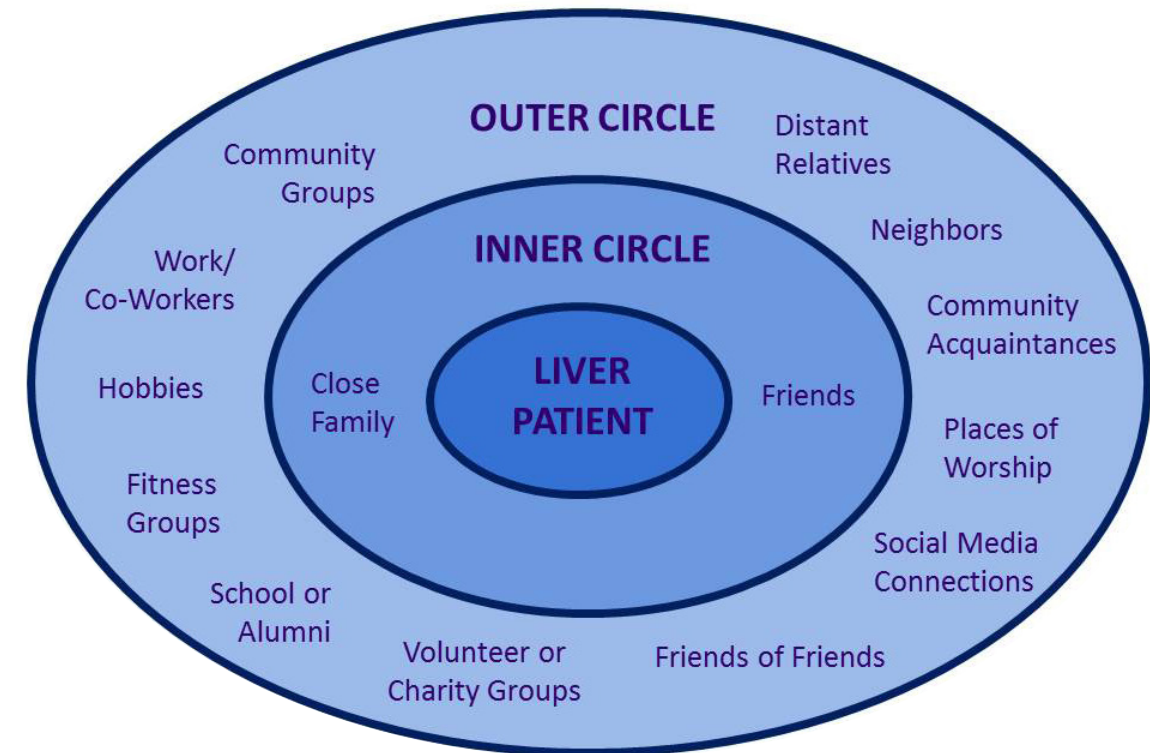 OUTER CIRCLE
Distant
Relatives
Community
Groups
Neighbors
INNER CIRCLE
Work/
Co-Workers
Community
Acquaintances
LIVER
PATIENT
Close
Family
Friends
Hobbies
Places of
Worship
Fitness
Groups
Social Media
Connections
School or
Alumni
Volunteer or
Charity Groups
Friends of Friends